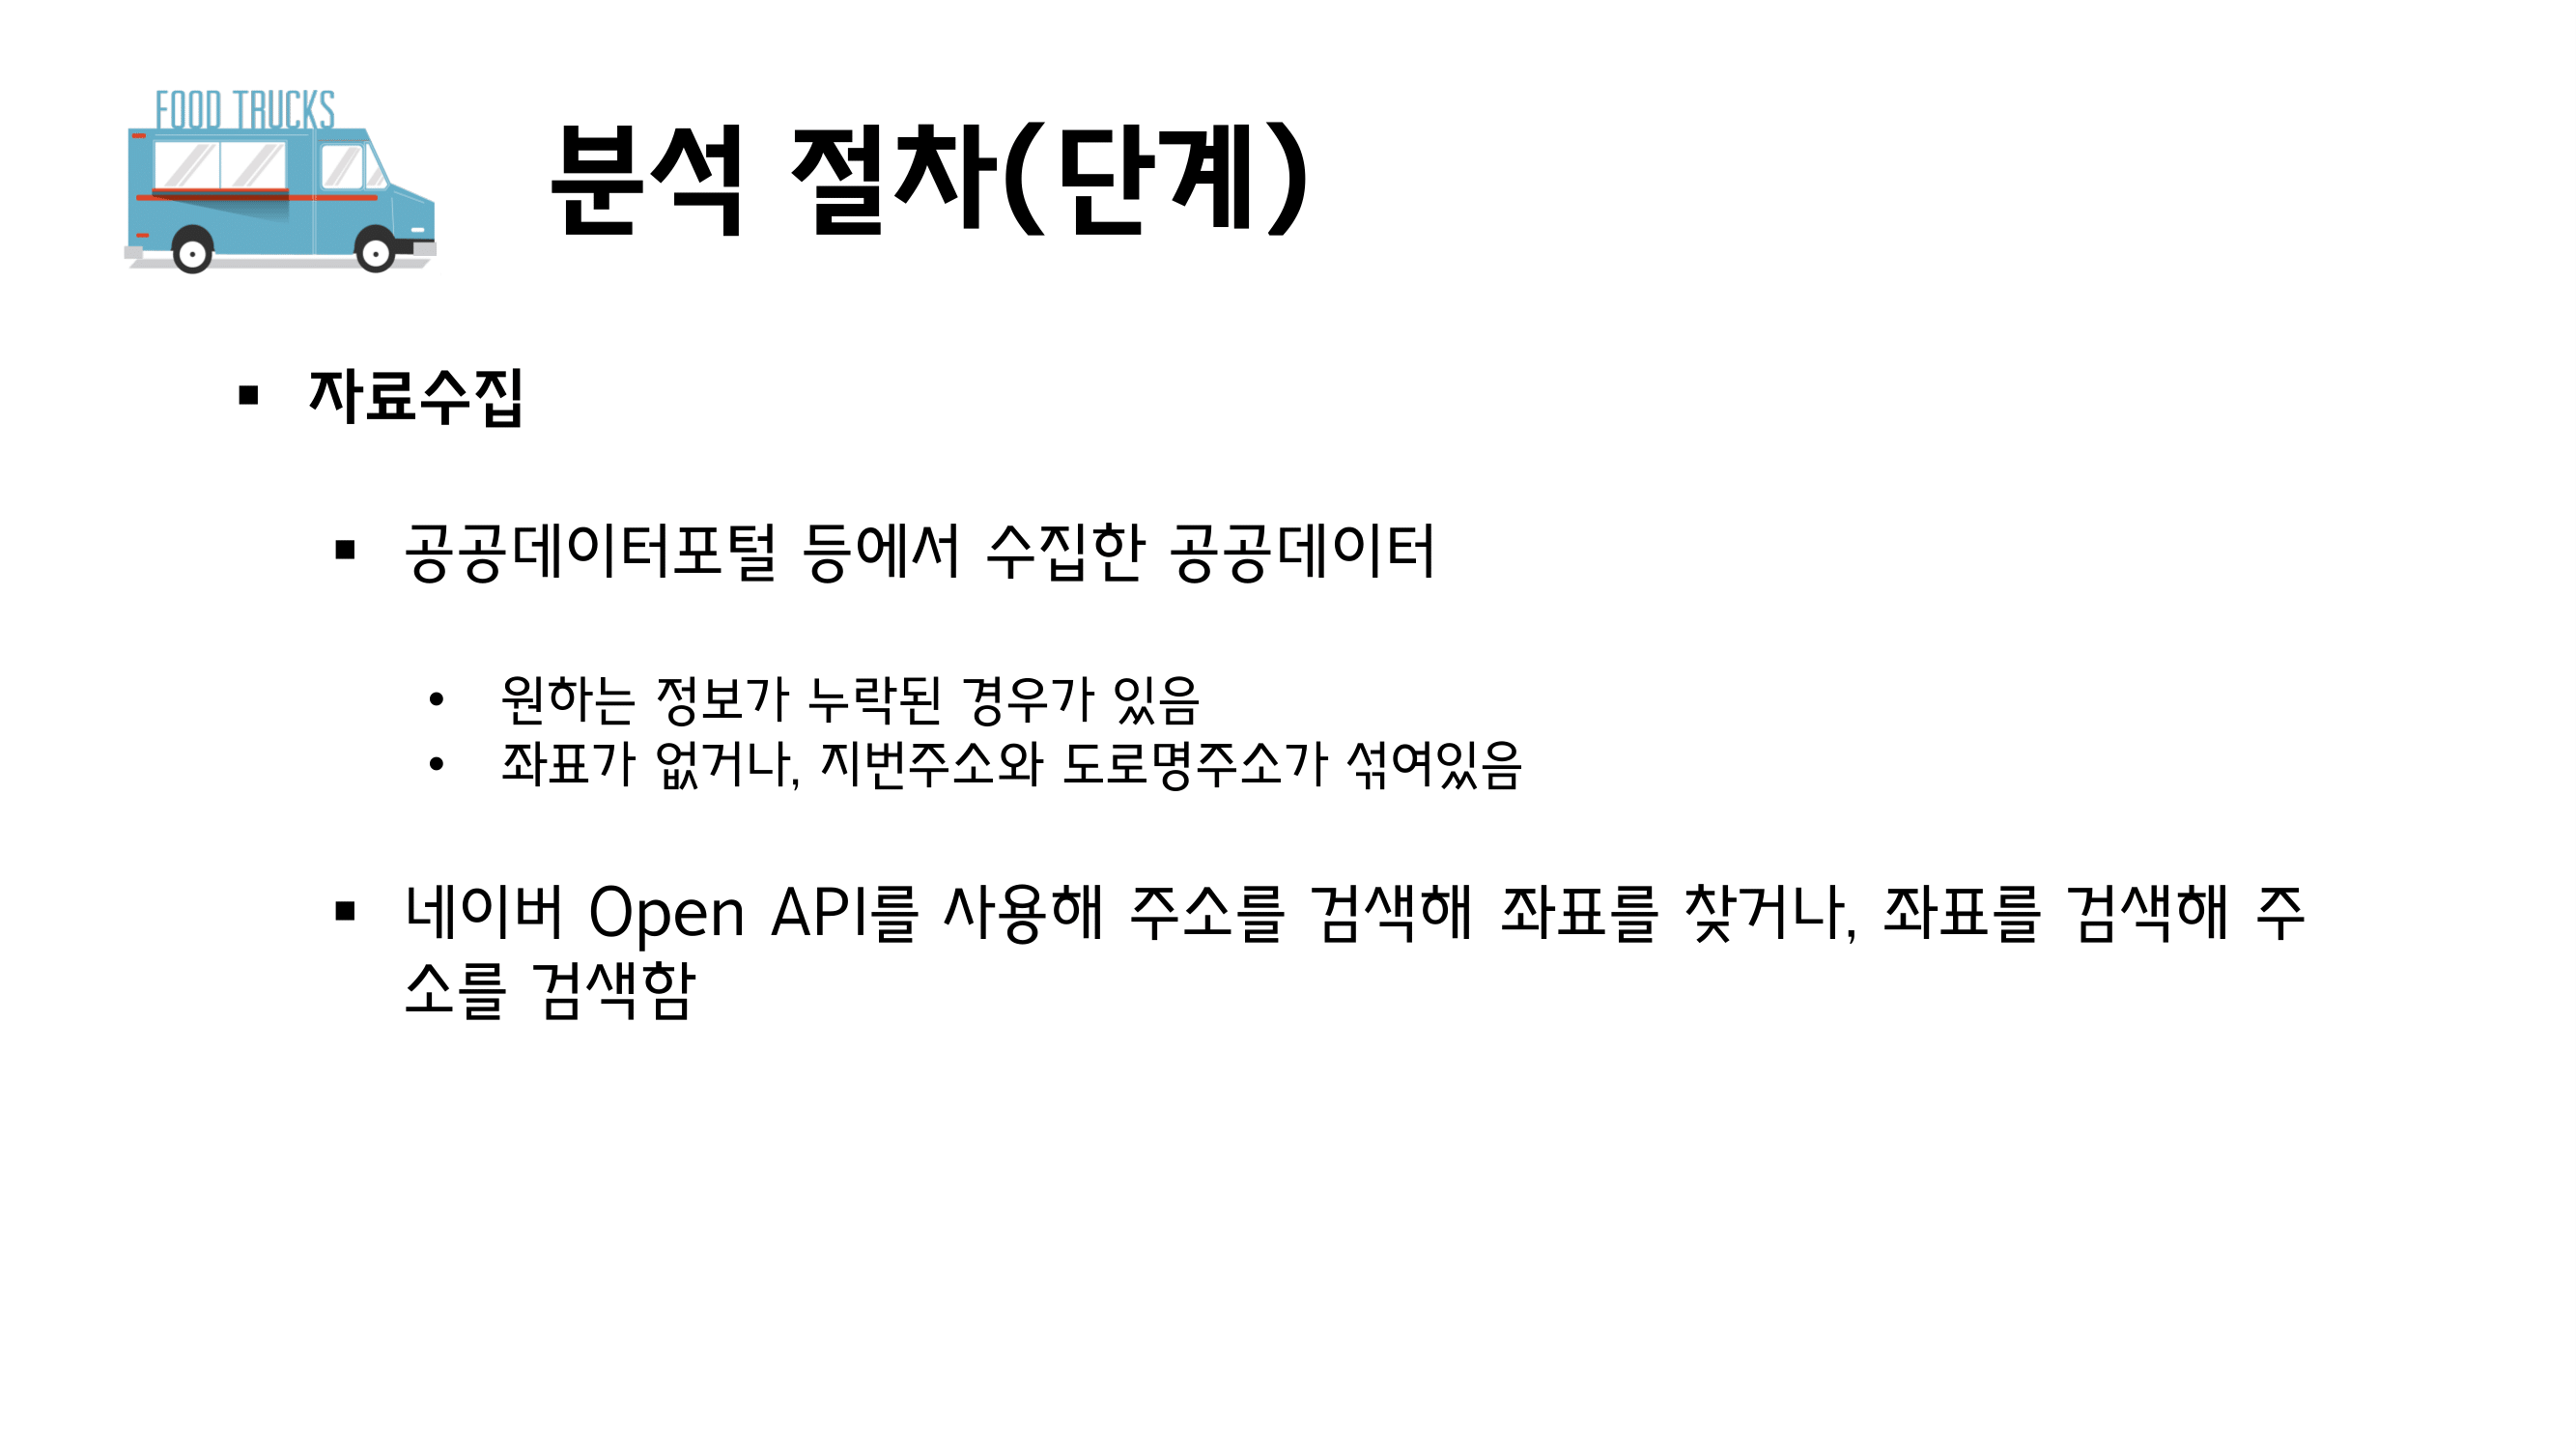 FOOD TRUCKS
분석 절차(단계)
▪ 자료수집
▪ 공공데이터포털 등에서 수집한 공공데이터
• 원하는 정보가 누락된 경우가 있음
• 좌표가 없거나, 지번주소와 도로명주소가 섞여있음
▪ 네이버 Open API를 사용해 주소를 검색해 좌표를 찾거나, 좌표를 검색해 주
소를 검색함